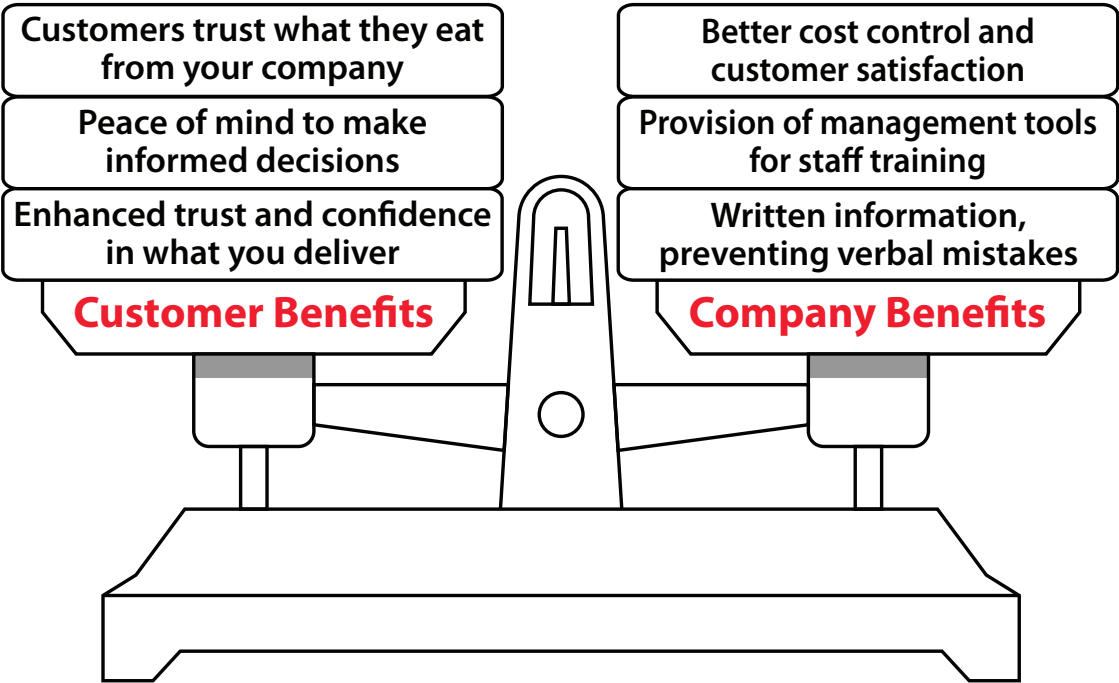 Customers trust what they eat
from your company
Peace of mind to make
informed decisions
Enhanced trust and confidence
in what you deliver
Customer Benefits
Better cost control and
customer satisfaction
Provision of management tools
for staff training
Written information,
preventing verbal mistakes
Company Benefits